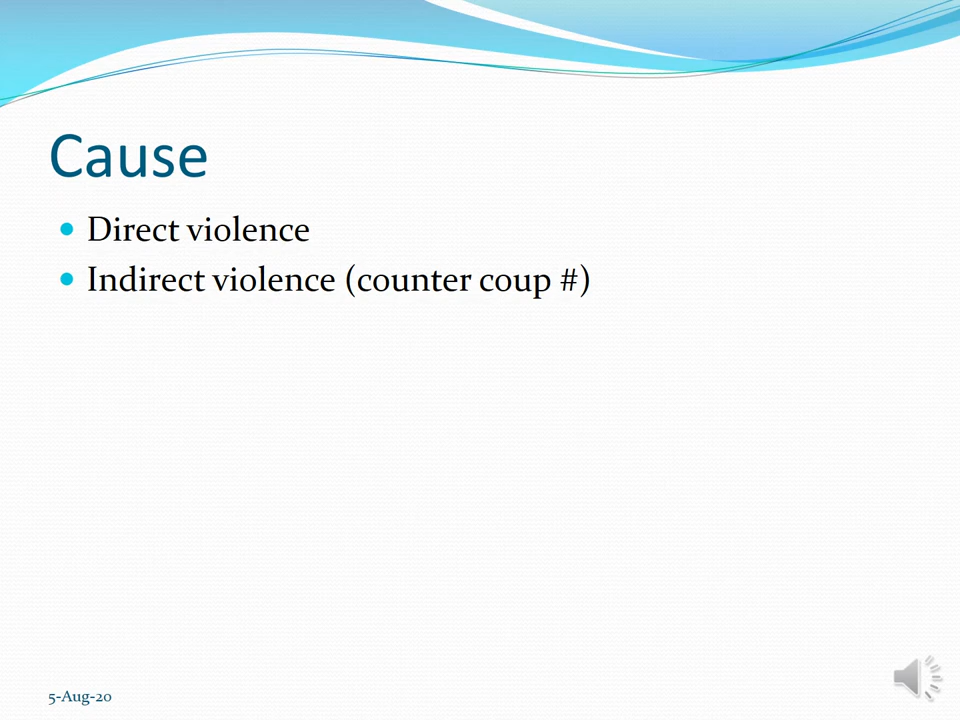 Cause
• Direct violence
• Indirect violence (counter coup #)
5-Aug-20